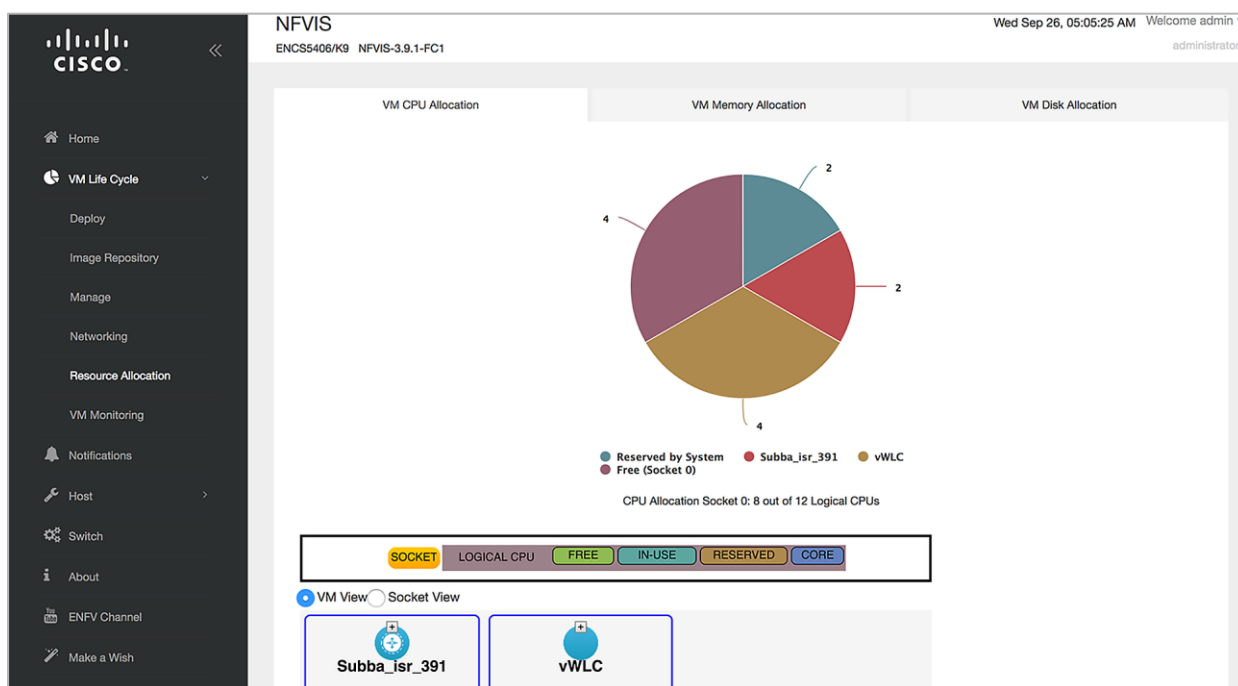 CISCO
NFVIS
ENCS5406/K9 NFVIS-3.9.1-FC1
Wed Sep 26, 05:05:25 AM Welcome admin
administrator
Home
VM Life Cycle
Deploy
Image Repository
Manage
Networking
Resource Allocation
VM Monitoring
Notifications
Host
Switch
About
You Tube
ENFV Channel
Make a Wish
VM CPU Allocation VM Memory Allocation VM Disk Allocation
2
4
2
4
Reserved by System Subba_isr_391 vWLC
Free (Socket 0)
CPU Allocation Socket 0: 8 out of 12 Logical CPUs
SOCKET LOGICAL CPU FREE IN-USE RESERVED CORE
VM View Socket View
Subba_isr_391 vWLC